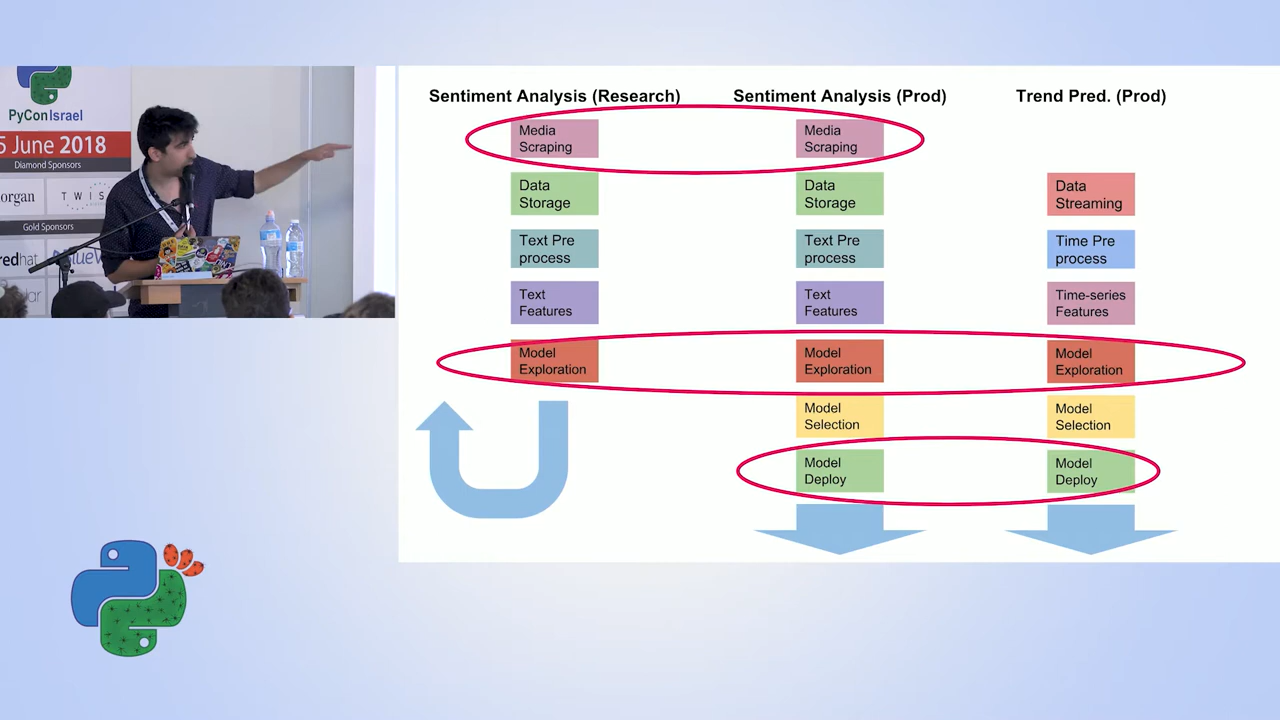 PyConIsrael
5 June 2018
Diamond Sponsors
organ
TWIS
Gold Sponsors
redhat
Sentiment Analysis (Research)
Sentiment Analysis (Prod)
Trend Pred. (Prod)
Media
Scraping
Media
Scraping
Data
Storage
Data
Storage
Data
Streaming
Text Pre
process
Text Pre
process
Time Pre
process
Text
Features
Text
Features
Time-series
Features
Model
Exploration
Model
Exploration
Model
Exploration
Model
Selection
Model
Selection
Model
Deploy
Model
Deploy